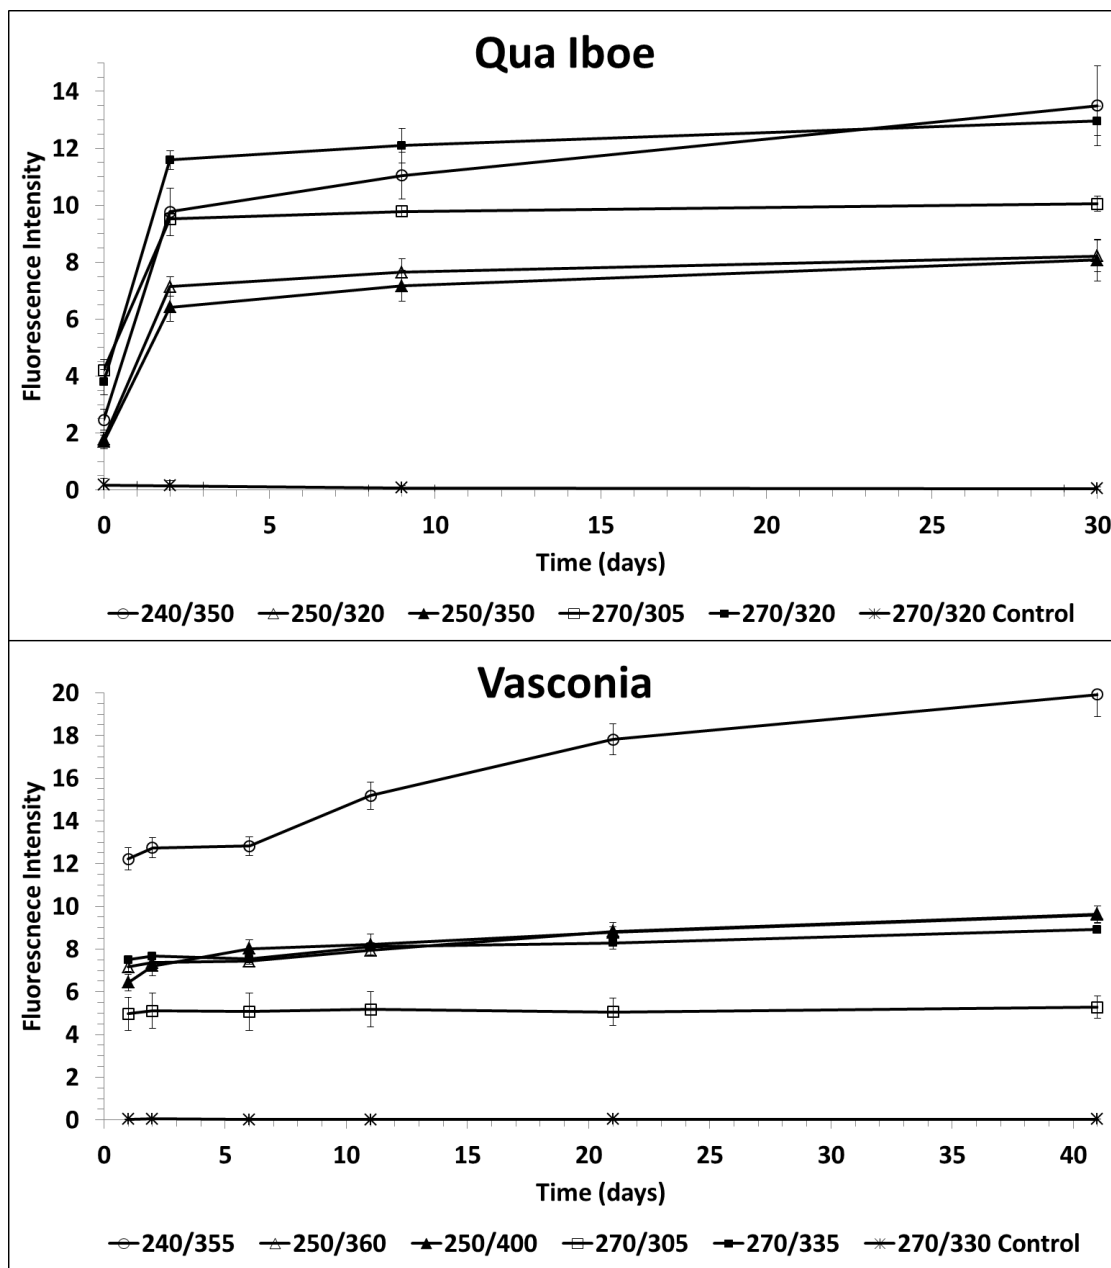 Qua Iboe
Fluorescence Intensity
14
12
10
8
6
4
2
0
0 5 10 15 20 25 30
Time (days)
240/350 250/320 250/350 270/305 270/320 270/320 Control
Vasconia
Fluorescnece Intensity
20
18
16
14
12
10
8
6
4
2
0
0 5 10 15 20 25 30 35 40
Time (days)
240/355 250/360 250/400 270/305 270/335 270/330 Control